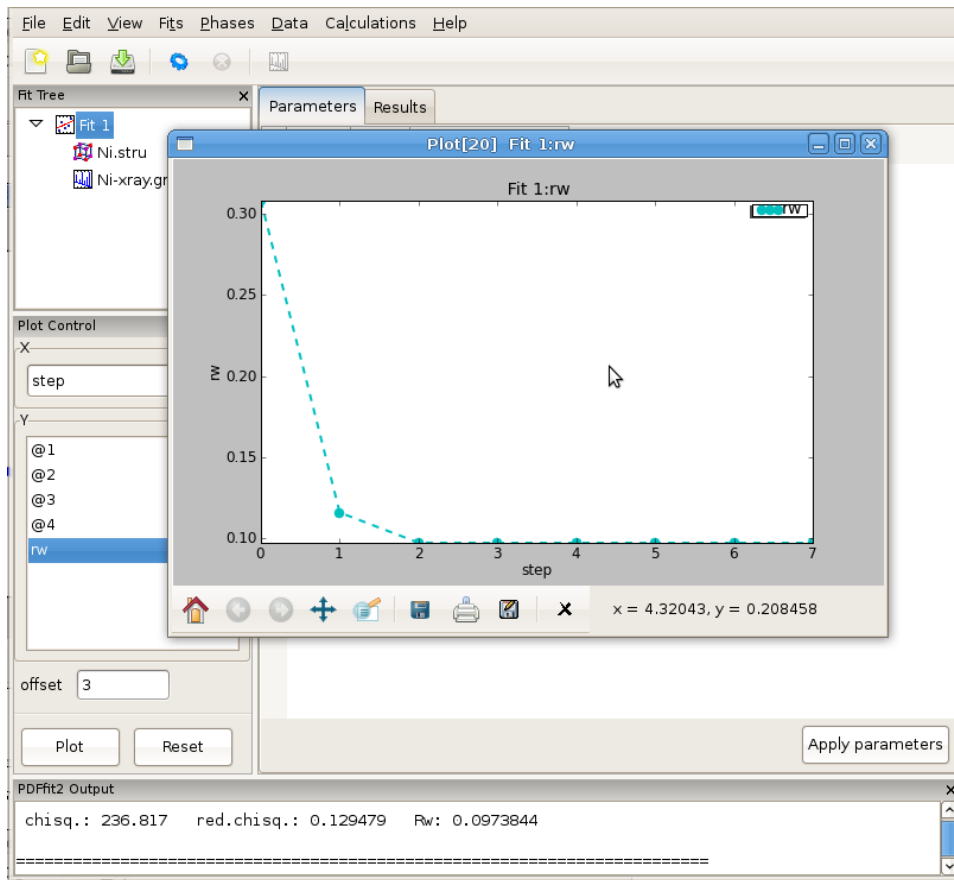 File Edit View Fits Phases Data Calculations Help
Fit Tree
Parameters Results
Fit 1
Ni.stru
Ni-xray.gr
Plot[20] Fit 1:rw
Fit 1:rw
rw
0.30
0.25
0.20
0.15
0.10
rw
0 1 2 3 4 5 6 7
step
x = 4.32043, y = 0.208458
Plot Control
X
step
Y
@1
@2
@3
@4
rw
offset 3
Plot Reset
Apply parameters
PDFfit2 Output
chisq.: 236.817 red.chisq.: 0.129479 Rw: 0.0973844
======================================================================